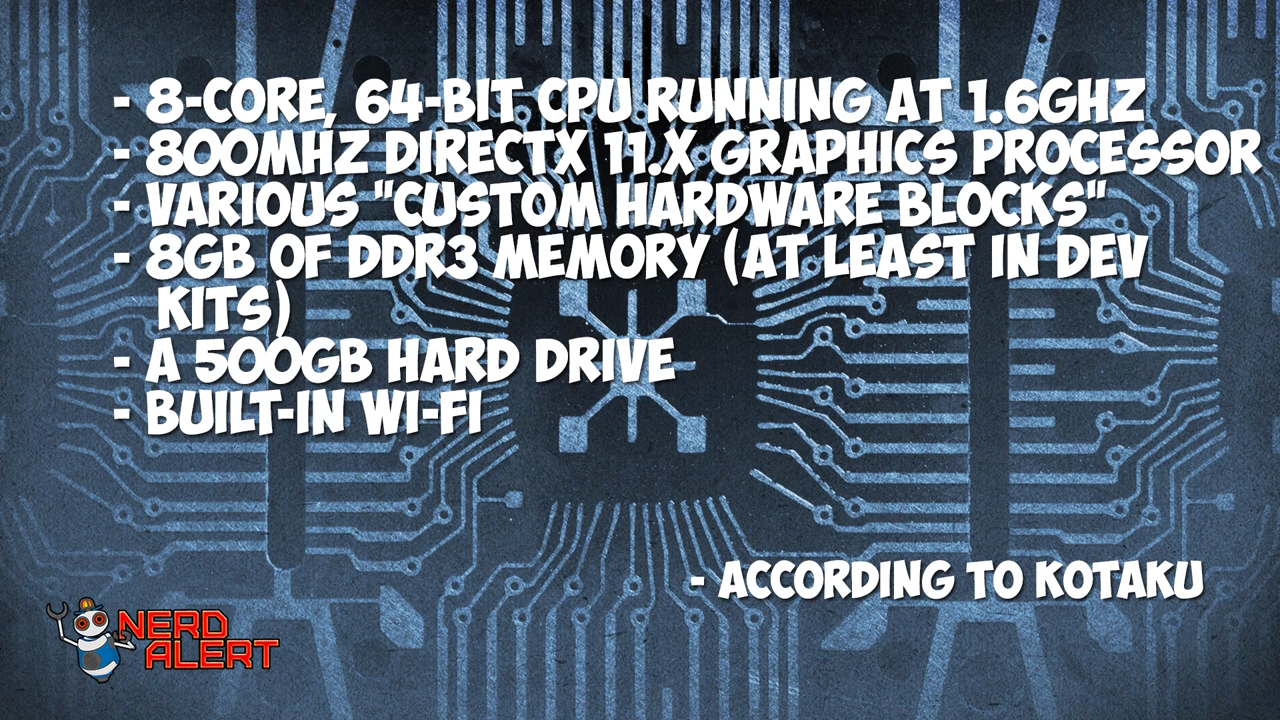 - 8-CORE, 64-BIT CPU RUNNING AT 1.6GHZ
- 800MHZ DIRECTX 11.X GRAPHICS PROCESSOR
- VARIOUS "CUSTOM HARDWARE BLOCKS"
- 8GB OF DDR3 MEMORY (AT LEAST IN DEV
KITS)
- A 500GB HARD DRIVE
- BUILT-IN WI-FI
- ACCORDING TO KOTAKU
NERD
ALERT